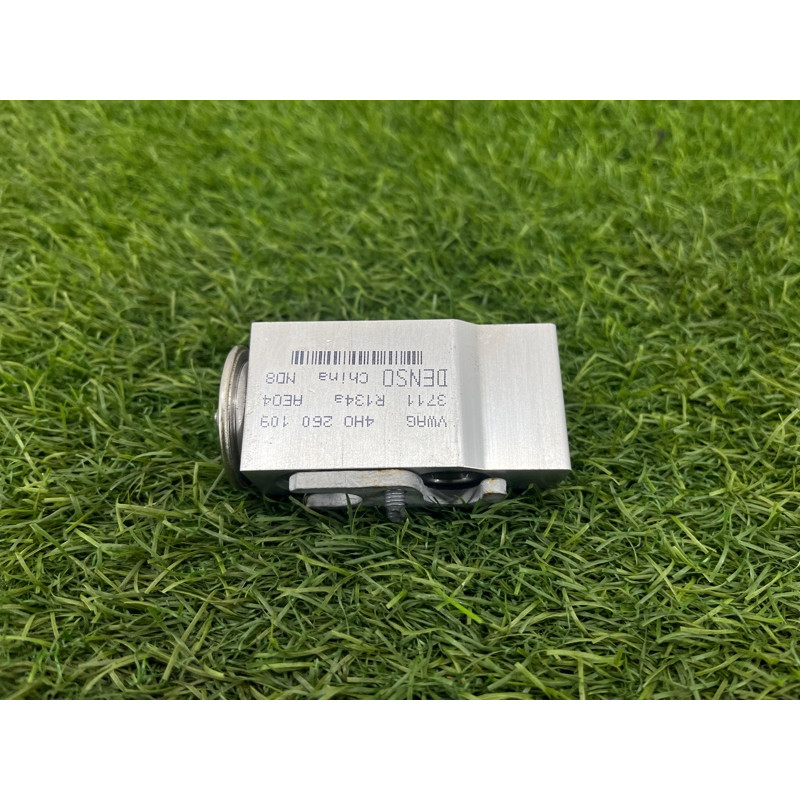 VWAG 4H0 260 109
3711 R134a AE04
DENSO China ND8